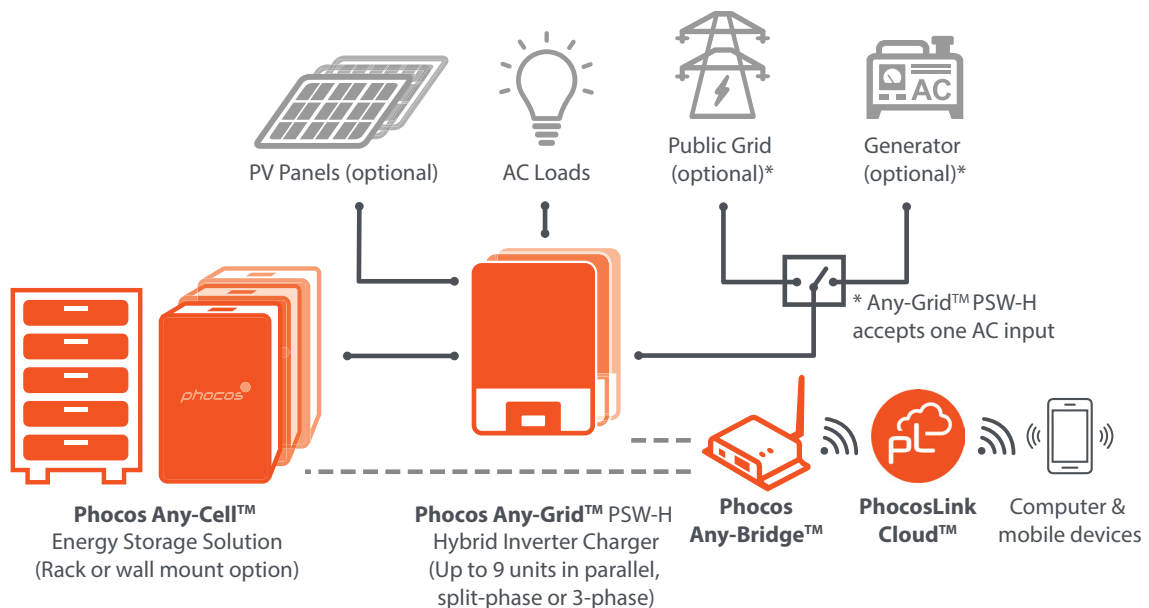 AC
PV Panels (optional)
AC Loads
Public Grid
(optional)*
Generator
(optional)*
* Any-Grid™ PSW-H
accepts one AC input
phocos
pL
Phocos Any-Cell™
Energy Storage Solution
(Rack or wall mount option)
Phocos Any-Grid™ PSW-H
Hybrid Inverter Charger
(Up to 9 units in parallel,
split-phase or 3-phase)
Phocos
Any-Bridge™
PhocosLink
Cloud™
Computer &
mobile devices